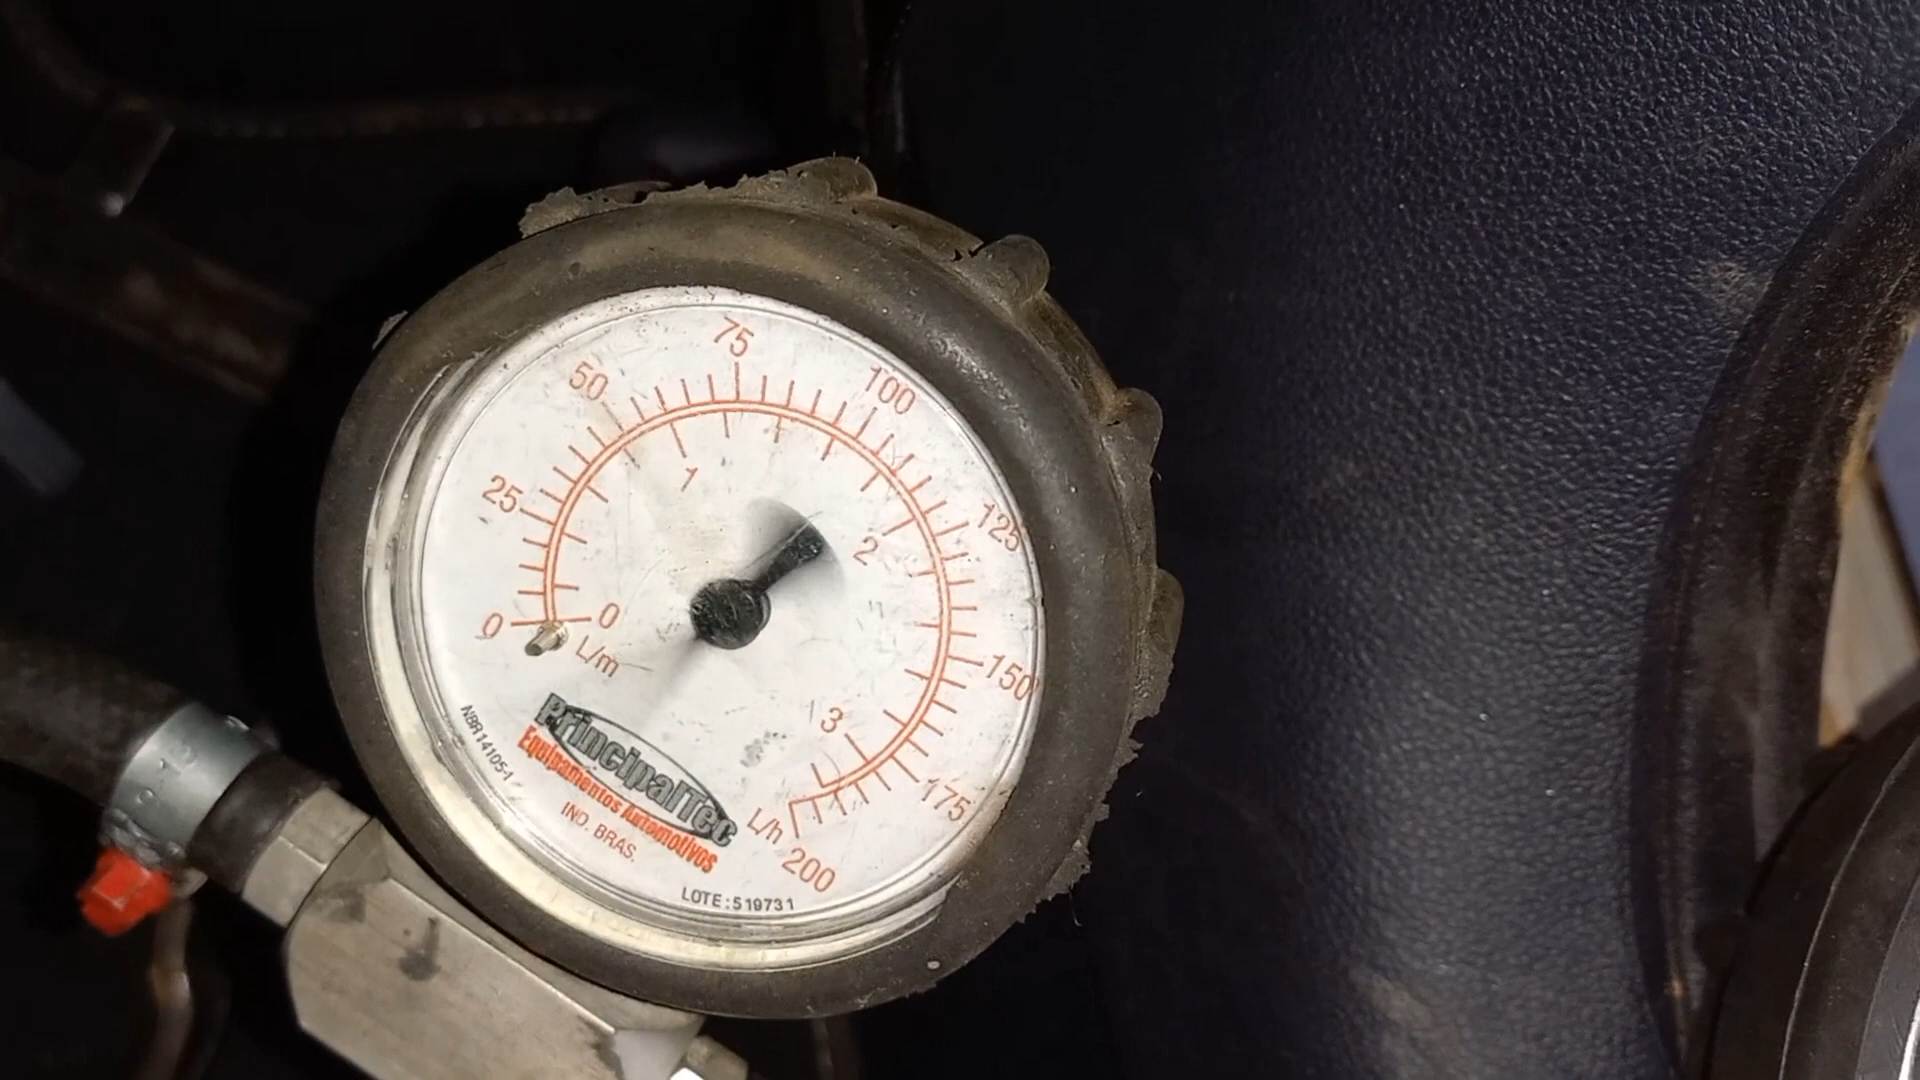 0
25
50
75
100
125
150
175
200
L/h
0
1
2
3
L/m
PrincipalTec
Equipamentos Automotivos
IND. BRAS.
NBR14105-1
LOTE:519731